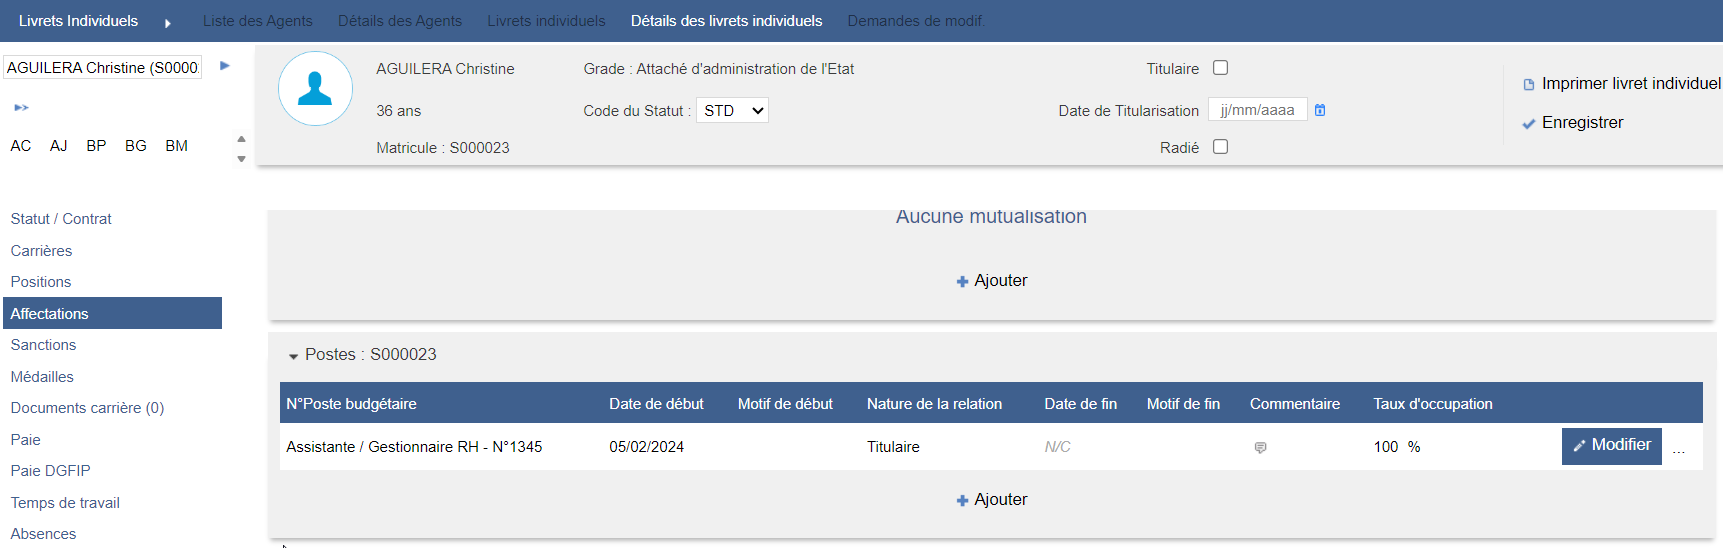 Livrets Individuels Liste des Agents Détails des Agents Livrets individuels Détails des livrets individuels Demandes de modif.
AGUILERA Christine (S0000
AC AJ BP BG BM
AGUILERA Christine Grade : Attaché d'administration de l'Etat Titulaire
36 ans Code du Statut : STD Date de Titularisation jj/mm/aaaa
Matricule : S000023 Radié
Imprimer livret individuel
Enregistrer
Statut / Contrat
Carrières
Positions
Affectations
Sanctions
Médailles
Documents carrière (0)
Paie
Paie DGFIP
Temps de travail
Absences
Aucune mutualisation
Ajouter
Postes : S000023
N°Poste budgétaire Date de début Motif de début Nature de la relation Date de fin Motif de fin Commentaire Taux d'occupation
Assistante / Gestionnaire RH - N°1345 05/02/2024 Titulaire N/C 100 % Modifier ...
Ajouter